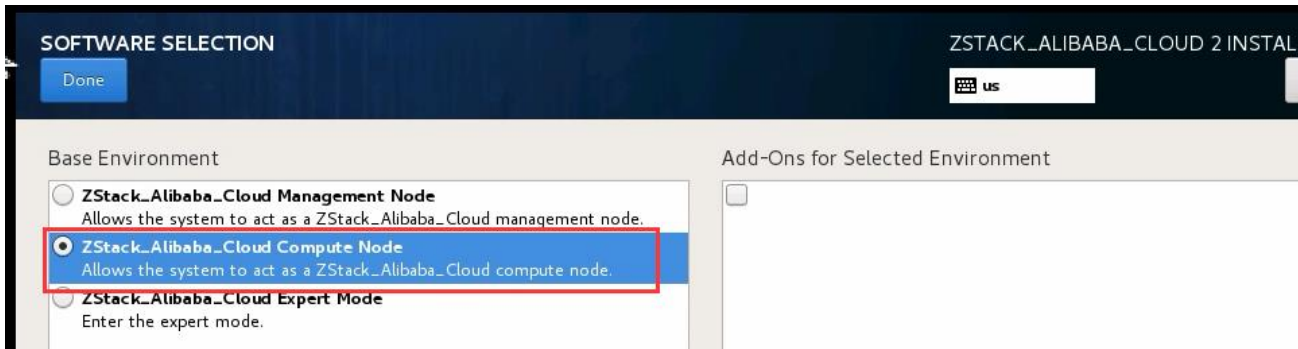 SOFTWARE SELECTION
ZSTACK_ALIBABA_CLOUD 2 INSTAL
Done
us
Base Environment
Add-Ons for Selected Environment
ZStack_Alibaba_Cloud Management Node
Allows the system to act as a ZStack_Alibaba_Cloud management node.
ZStack_Alibaba_Cloud Compute Node
Allows the system to act as a ZStack_Alibaba_Cloud compute node.
ZStack_Alibaba_Cloud Expert Mode
Enter the expert mode.